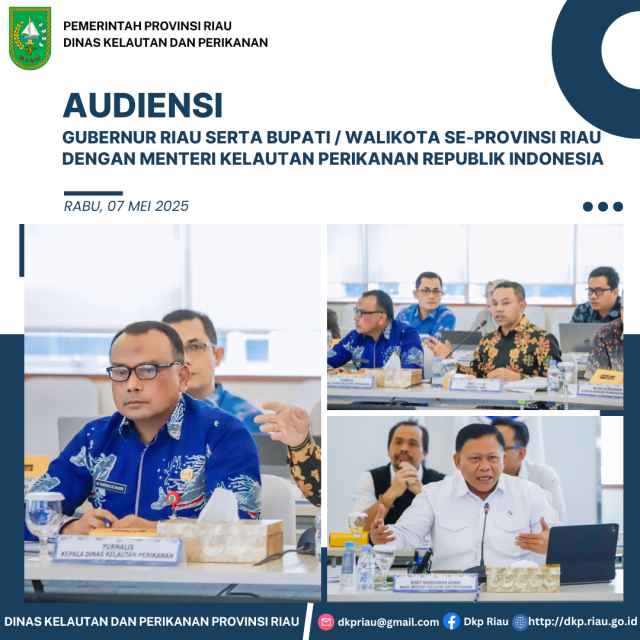 PEMERINTAH PROVINSI RIAU
DINAS KELAUTAN DAN PERIKANAN
RIAU
AUDIENSI
GUBERNUR RIAU SERTA BUPATI / WALIKOTA SE-PROVINSI RIAU
DENGAN MENTERI KELAUTAN PERIKANAN REPUBLIK INDONESIA
RABU, 07 MEI 2025
YURNALIS
KEPALA DINAS KELAUTAN PERIKANAN
DINAS KELAUTAN DAN PERIKANAN PROVINSI RIAU
dkpriau@gmail.com
Dkp Riau
http://dkp.riau.go.id